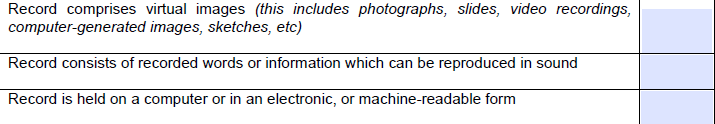 Record comprises virtual images (this includes photographs, slides, video recordings,
computer-generated images, sketches, etc)
Record consists of recorded words or information which can be reproduced in sound
Record is held on a computer or in an electronic, or machine-readable form